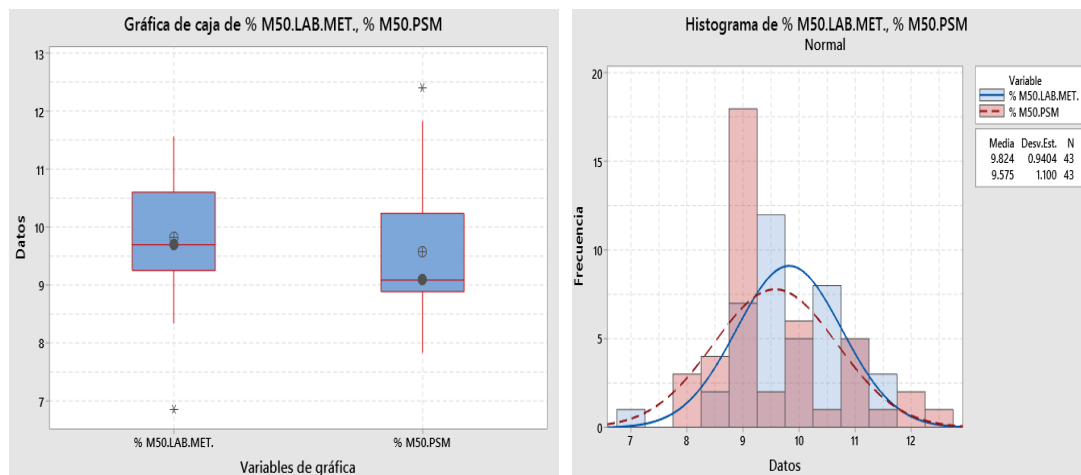 Gráfica de caja de % M50.LAB.MET., % M50.PSM
13
12
11
10
9
8
7
Datos
% M50.LAB.MET.
% M50.PSM
Variables de gráfica
Histograma de % M50.LAB.MET., % M50.PSM
Normal
20
15
10
5
0
Frecuencia
7 8 9 10 11 12
Datos
Variable
% M50.LAB.MET.
% M50.PSM
Media Desv.Est. N
9.824 0.9404 43
9.575 1.100 43